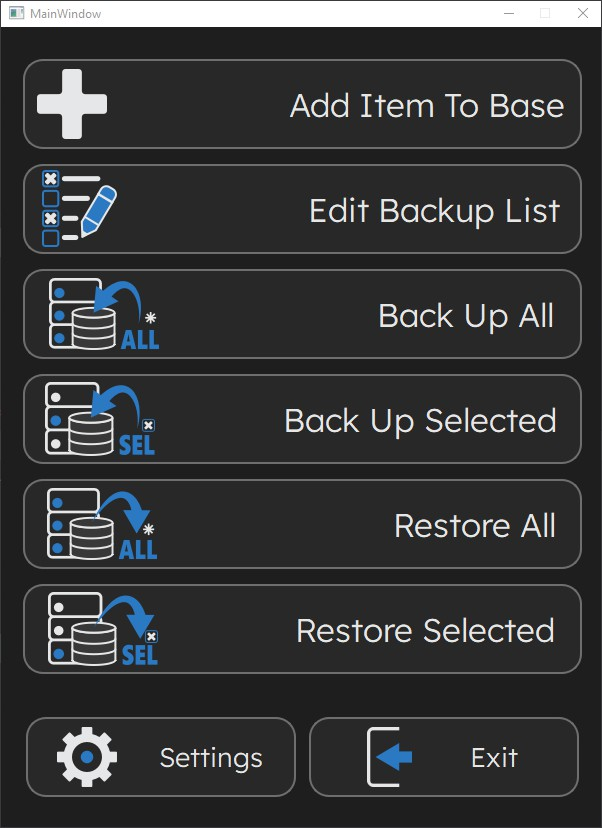 MainWindow
Add Item To Base
Edit Backup List
Back Up All
ALL
Back Up Selected
SEL
Restore All
ALL
Restore Selected
SEL
Settings
Exit